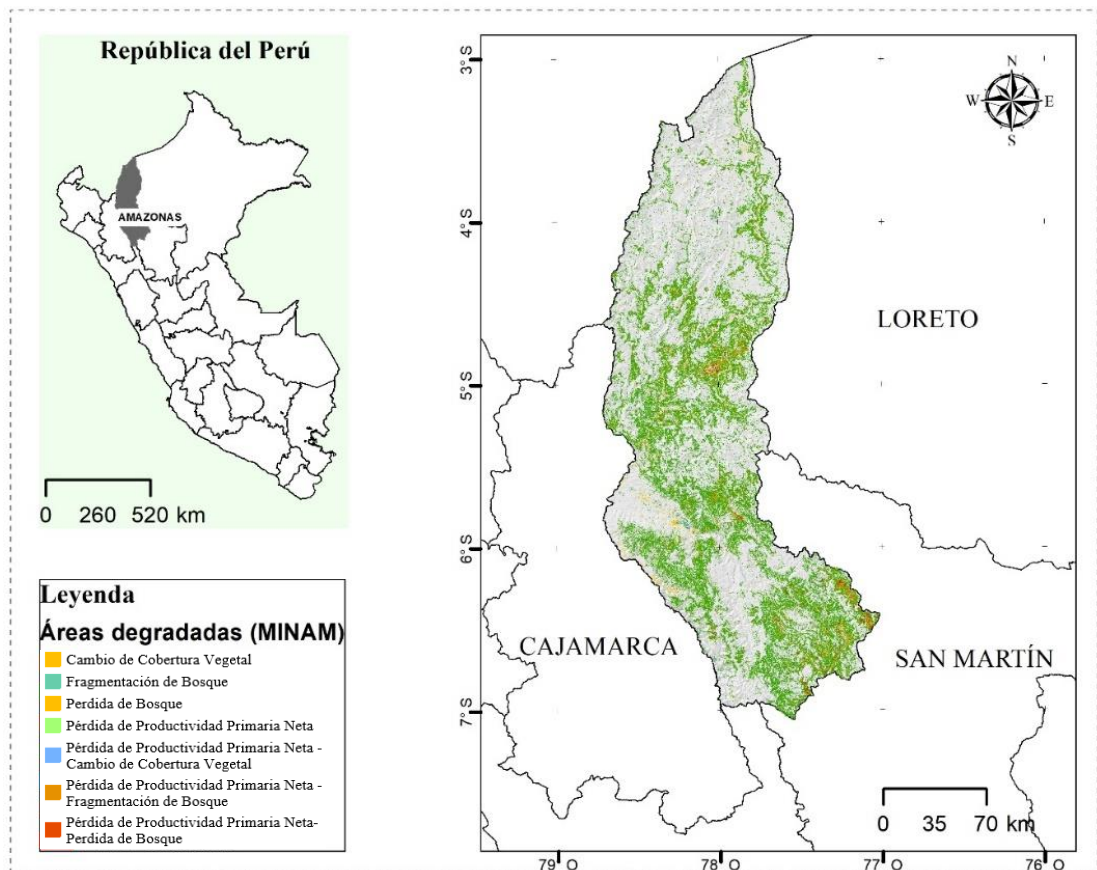 República del Perú
AMAZONAS
0 260 520 km
Leyenda
Áreas degradadas (MINAM)
Cambio de Cobertura Vegetal
Fragmentación de Bosque
Perdida de Bosque
Pérdida de Productividad Primaria Neta
Pérdida de Productividad Primaria Neta -
Cambio de Cobertura Vegetal
Pérdida de Productividad Primaria Neta -
Fragmentación de Bosque
Pérdida de Productividad Primaria Neta-
Perdida de Bosque
3°S
4°S
5°S
6°S
7°S
N
W E
S
LORETO
CAJAMARCA
SAN MARTÍN
0 35 70 km
79° O
78° O
77° O
76° O